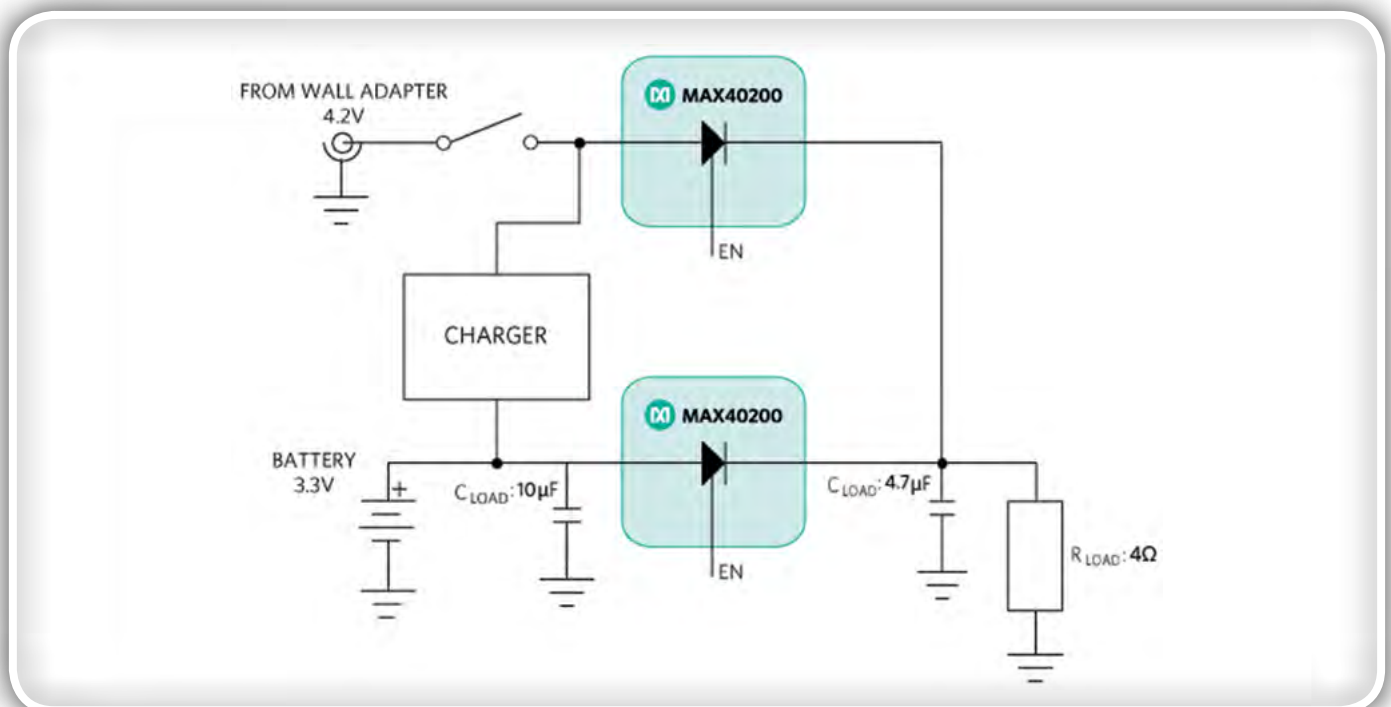 FROM WALL ADAPTER
4.2V
MAX40200
EN
CHARGER
MAX40200
BATTERY
3.3V
+
CLOAD: 10µF
CLOAD: 4.7µF
EN
RLOAD: 4Ω